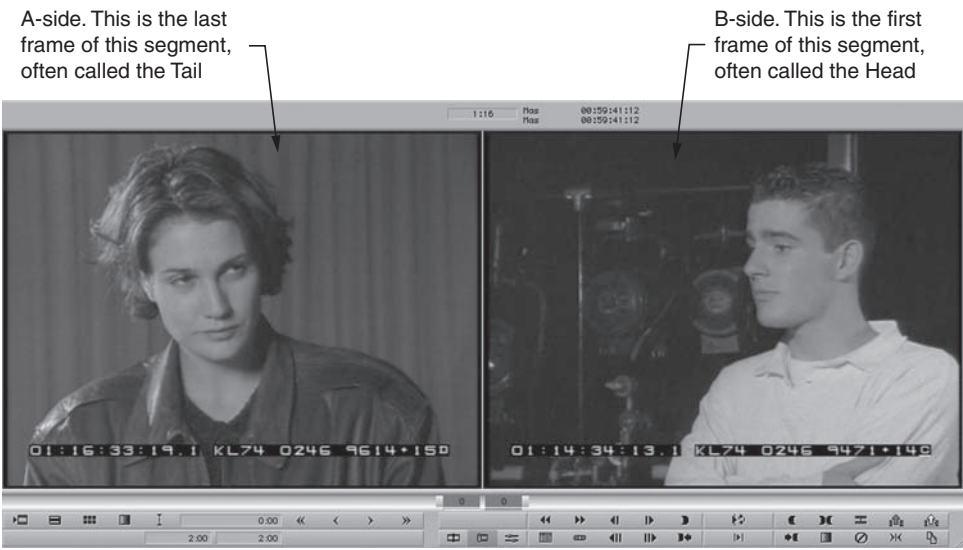 A-side. This is the last
frame of this segment,
often called the Tail
B-side. This is the first
frame of this segment,
often called the Head
1:16 Mas 00:59:41:12
Mas 00:59:41:12
01:16:33:19.1 KL74 0246 9614+15
01:14:34:13.1 KL74 0246 9471+14
0 0
0:00
2:00 2:00